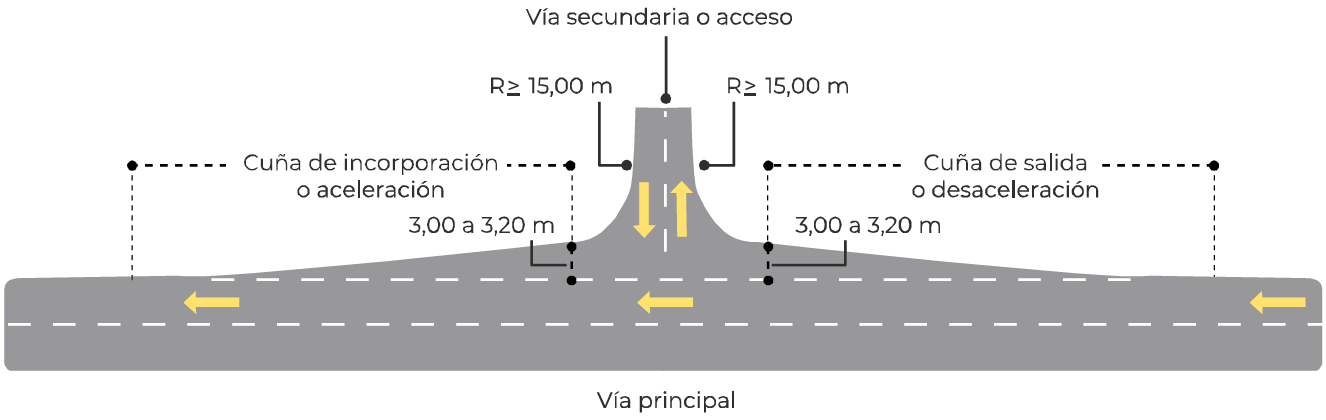 Vía secundaria o acceso
R≥ 15,00 m
R≥ 15,00 m
Cuña de incorporación
o aceleración
Cuña de salida
o desaceleración
3,00 a 3,20 m
3,00 a 3,20 m
Vía principal